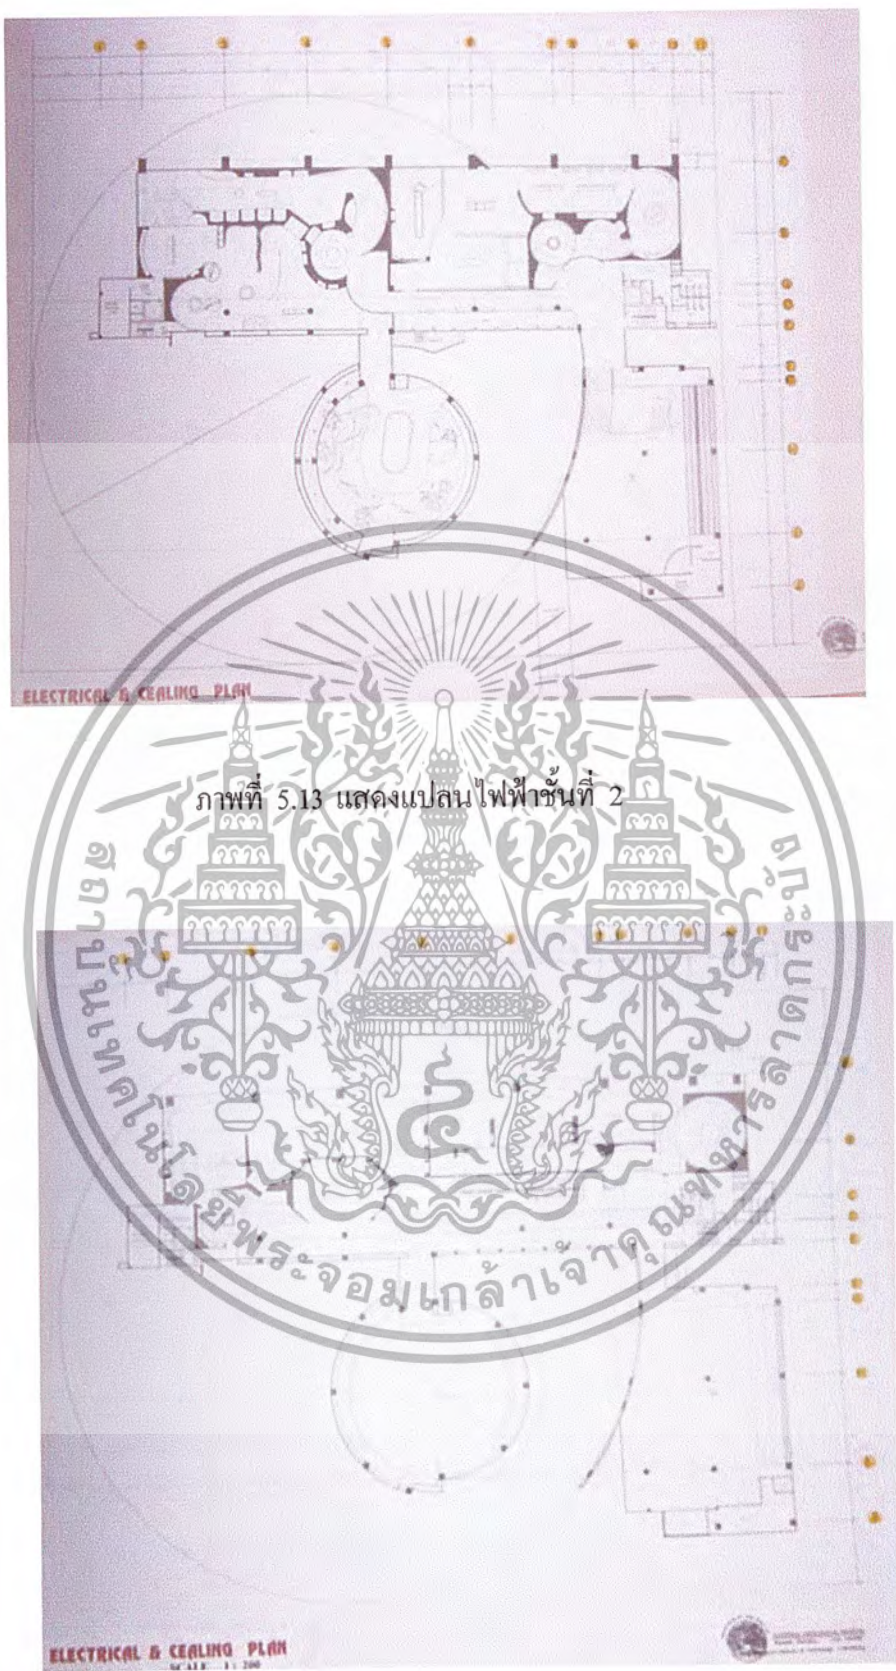 ELECTRICAL & CEALING PLAN
ภาพที่ 5.13 แสดงแปลนไฟฟ้าชั้นที่ 2
สถาบันเทคโนโลยีพระจอมเกล้าเจ้าคุณทหารลาดกระบัง
ELECTRICAL & CEALING PLAN
SCALE 1 : 200